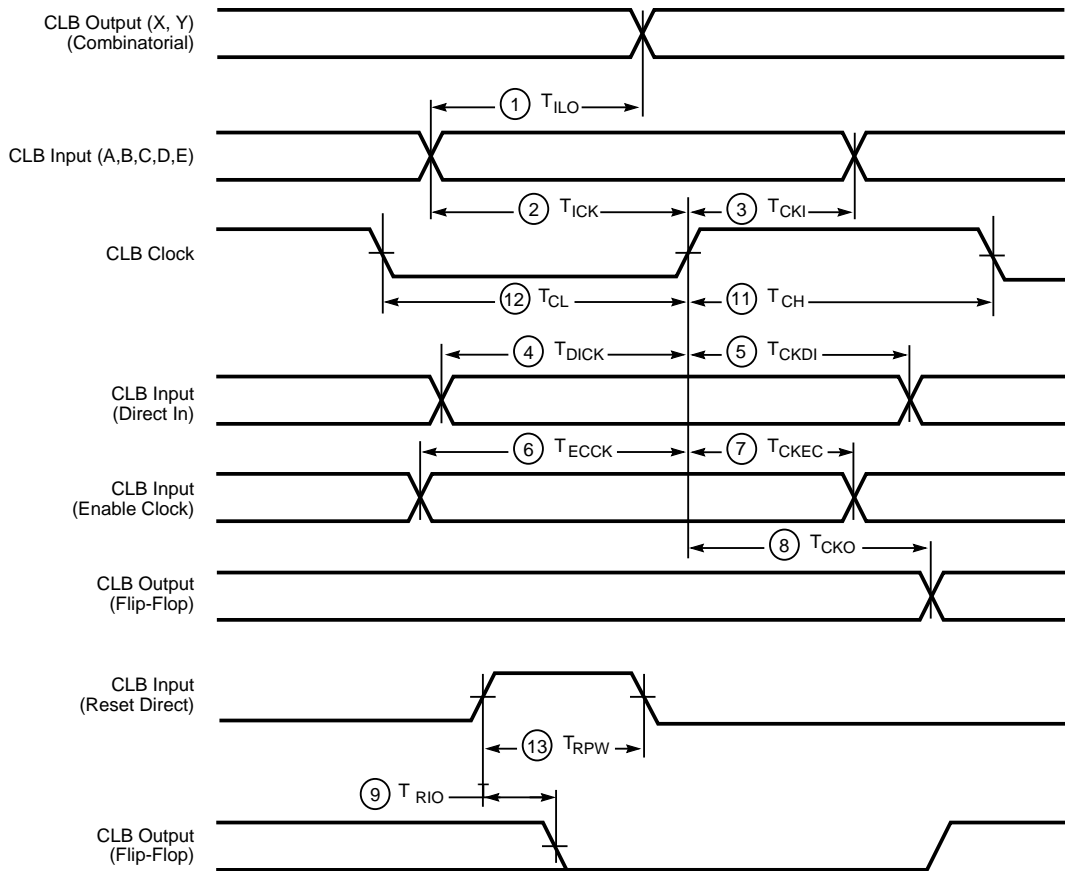 CLB Output (X, Y)
(Combinatorial)
1 TILO
CLB Input (A,B,C,D,E)
2 TICK
3 TCKI
CLB Clock
12 TCL
11 TCH
4 TDICK
5 TCKDI
CLB Input
(Direct In)
6 TECCK
7 TCKEC
CLB Input
(Enable Clock)
8 TCKO
CLB Output
(Flip-Flop)
CLB Input
(Reset Direct)
13 TRPW
9 T RIO
T
CLB Output
(Flip-Flop)